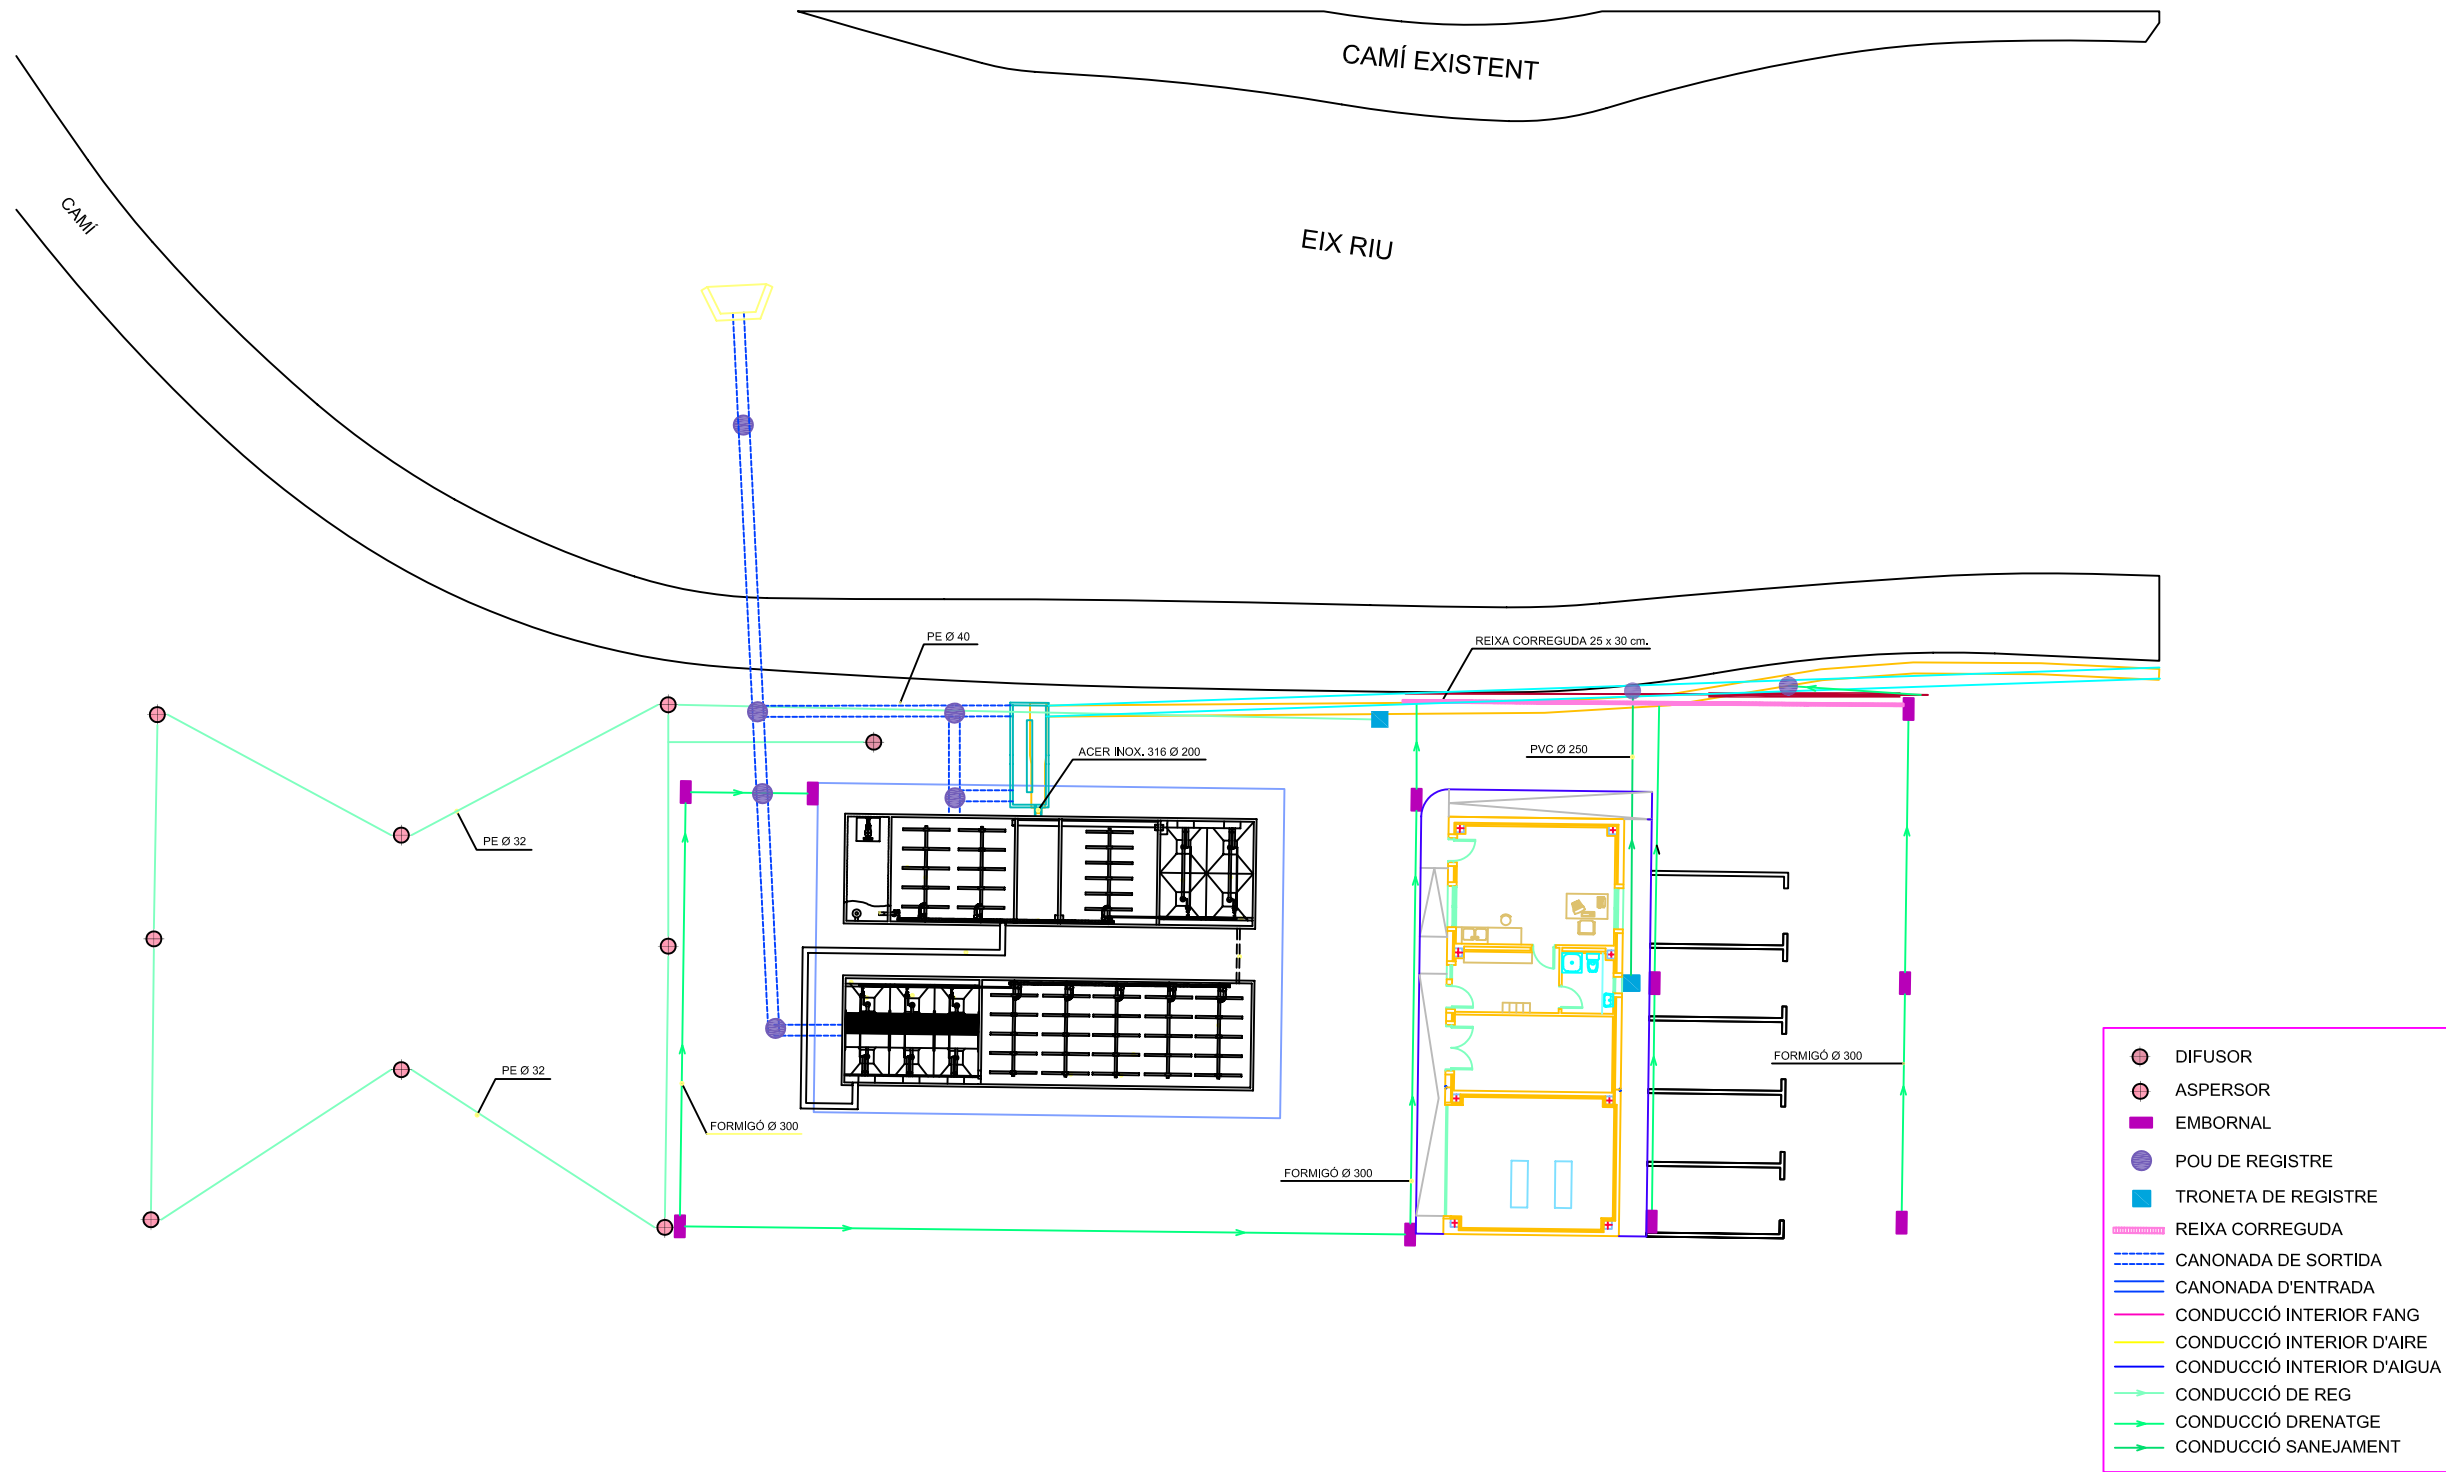 CAMÍ EXISTENT
CAMÍ
EIX RIU
PE Ø 40
REIXA CORREGUDA 25 x 30 cm.
ACER INOX. 316 Ø 200
PVC Ø 250
PE Ø 32
FORMIGÓ Ø 300
PE Ø 32
FORMIGÓ Ø 300
FORMIGÓ Ø 300
DIFUSOR
ASPERSOR
EMBORNAL
POU DE REGISTRE
TRONETA DE REGISTRE
REIXA CORREGUDA
CANONADA DE SORTIDA
CANONADA D'ENTRADA
CONDUCCIÓ INTERIOR FANG
CONDUCCIÓ INTERIOR D'AIRE
CONDUCCIÓ INTERIOR D'AIGUA
CONDUCCIÓ DE REG
CONDUCCIÓ DRENATGE
CONDUCCIÓ SANEJAMENT